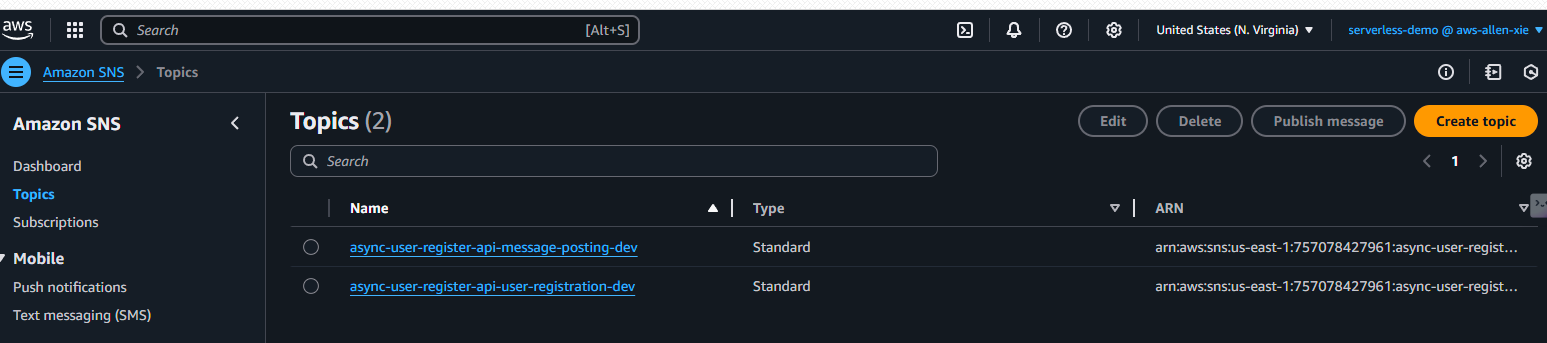 aws Search [Alt+S] United States (N. Virginia) serverless-demo @ aws-allen-xie
Amazon SNS Topics
Amazon SNS
Dashboard
Topics
Subscriptions
Mobile
Push notifications
Text messaging (SMS)
Topics (2) Edit Delete Publish message Create topic
Search 1
Name Type ARN
async-user-register-api-message-posting-dev Standard arn:aws:sns:us-east-1:757078427961:async-user-regist...
async-user-register-api-user-registration-dev Standard arn:aws:sns:us-east-1:757078427961:async-user-regist...